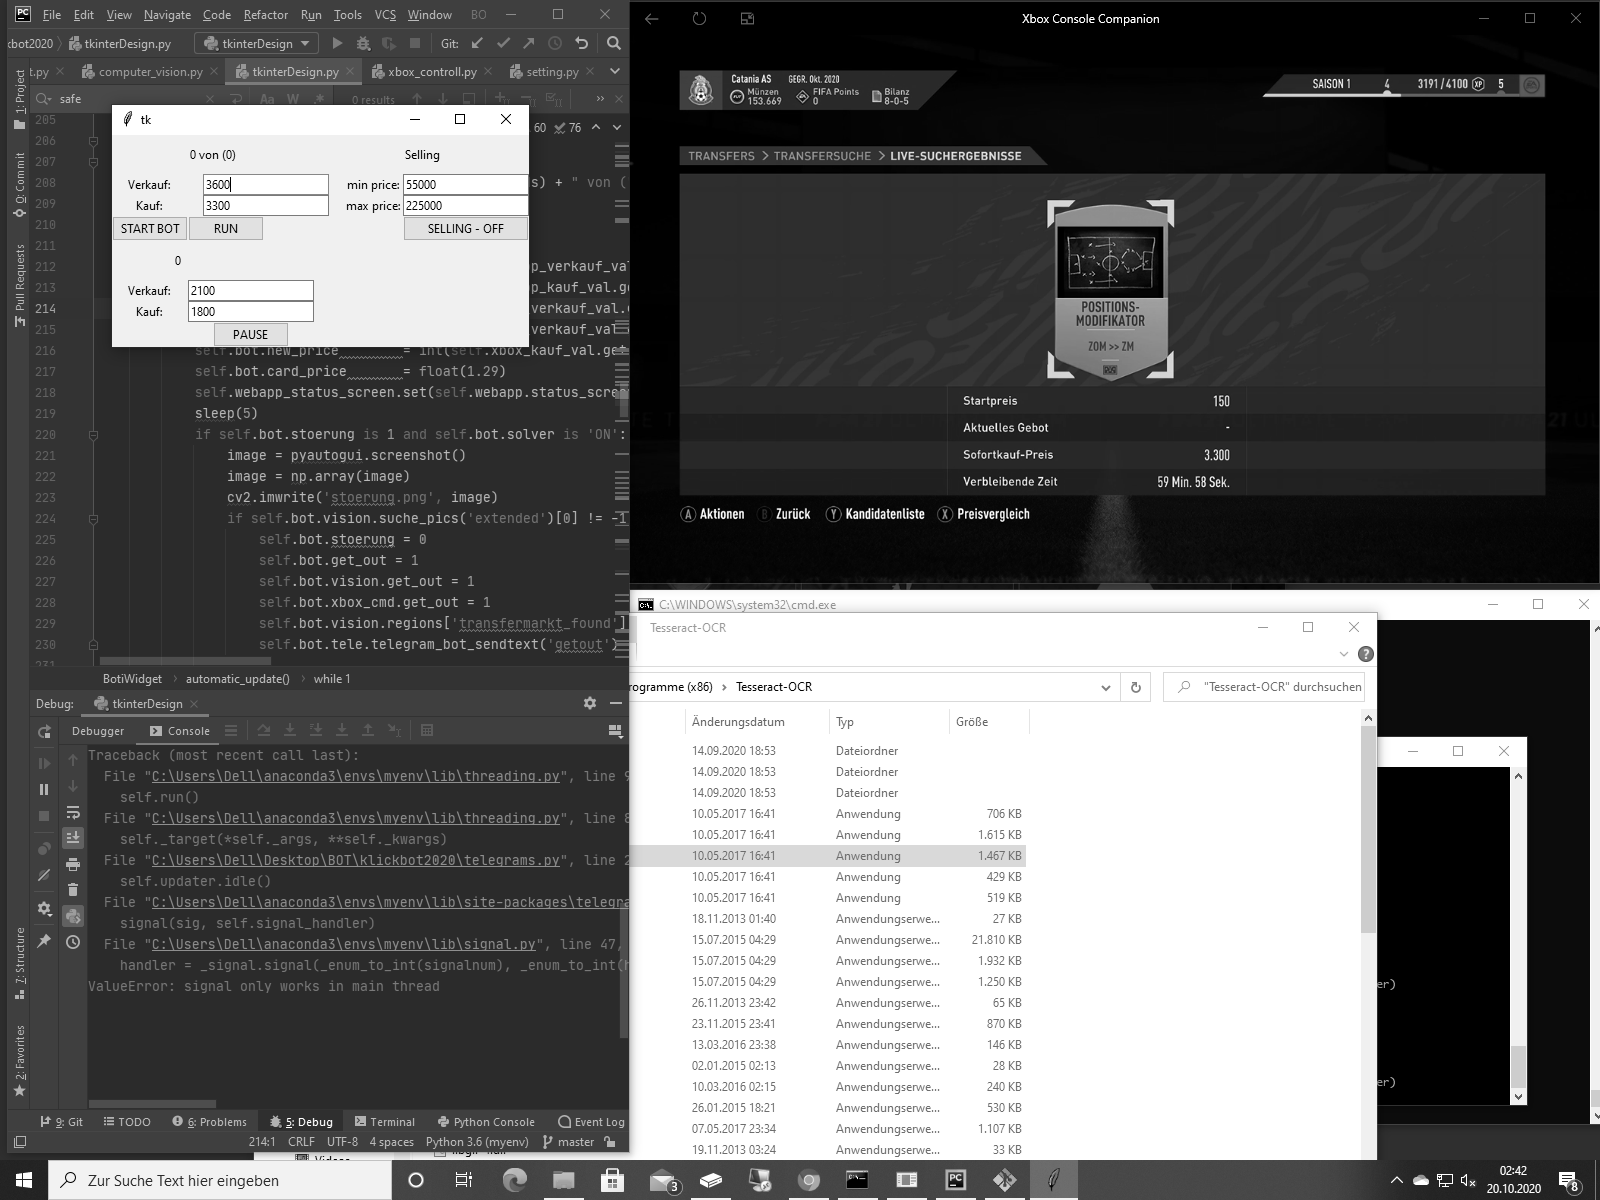 File Edit View Navigate Code Refactor Run Tools VCS Window BO
kbot2020 tkinterDesign.py tkinterDesign Git:
t.py computer_vision.py tkinterDesign.py xbox_controll.py setting.py
safe Aa W 0 results
60 76
205
206
207
208 s) + " von (
209
210
211
212 p_verkauf_val
213 p_kauf_val.ge
214 verkauf_val.
215 verkauf_val.
216 self.bot.new_price = int(self.xbox_kauf_val.get
217 self.bot.card_price = float(1.29)
218 self.webapp_status_screen.set(self.webapp.status_scree
219 sleep(5)
220 if self.bot.stoerung is 1 and self.bot.solver is 'ON':
221 image = pyautogui.screenshot()
222 image = np.array(image)
223 cv2.imwrite('stoerung.png', image)
224 if self.bot.vision.suche_pics('extended')[0] != -1
225 self.bot.stoerung = 0
226 self.bot.get_out = 1
227 self.bot.vision.get_out = 1
228 self.bot.xbox_cmd.get_out = 1
229 self.bot.vision.regions['transfermarkt_found']
230 self.bot.tele.telegram_bot_sendtext('getout')
231
BotiWidget automatic_update() while 1
1: Project
0: Commit
Pull Requests
7: Structure
2: Favorites
tk
0 von (0) Selling
Verkauf: 3600 min price: 55000
Kauf: 3300 max price: 225000
START BOT RUN SELLING - OFF
0
Verkauf: 2100
Kauf: 1800
PAUSE
Debug: tkinterDesign
Debugger Console
Traceback (most recent call last):
File "C:\Users\Dell\anaconda3\envs\myenv\lib\threading.py", line 9
self.run()
File "C:\Users\Dell\anaconda3\envs\myenv\lib\threading.py", line 8
self._target(*self._args, **self._kwargs)
File "C:\Users\Dell\Desktop\BOT\klickbot2020\telegrams.py", line 2
self.updater.idle()
File "C:\Users\Dell\anaconda3\envs\myenv\lib\site-packages\telegra
signal(sig, self.signal_handler)
File "C:\Users\Dell\anaconda3\envs\myenv\lib\signal.py", line 47,
handler = _signal.signal(_enum_to_int(signalnum), _enum_to_int(h
ValueError: signal only works in main thread
9: Git TODO 6: Problems 5: Debug Terminal Python Console Event Log
214:1 CRLF UTF-8 4 spaces Python 3.6 (myenv) master
Xbox Console Companion
Catania AS GEGR. Okt. 2020
Münzen 153.669 FIFA Points 0 Bilanz 8-0-5
SAISON 1 4 3191/4100 XP 5
TRANSFERS > TRANSFERSUCHE > LIVE-SUCHERGEBNISSE
POSITIONS-
MODIFIKATOR
ZOM >> ZM
Startpreis 150
Aktuelles Gebot -
Sofortkauf-Preis 3.300
Verbleibende Zeit 59 Min. 58 Sek.
A Aktionen B Zurück Y Kandidatenliste X Preisvergleich
C:\WINDOWS\system32\cmd.exe
Tesseract-OCR
rogramme (x86) > Tesseract-OCR "Tesseract-OCR" durchsuchen
Änderungsdatum Typ Größe
14.09.2020 18:53 Dateiordner
14.09.2020 18:53 Dateiordner
14.09.2020 18:53 Dateiordner
10.05.2017 16:41 Anwendung 706 KB
10.05.2017 16:41 Anwendung 1.615 KB
10.05.2017 16:41 Anwendung 1.467 KB
10.05.2017 16:41 Anwendung 429 KB
10.05.2017 16:41 Anwendung 519 KB
18.11.2013 01:40 Anwendungserwe... 27 KB
15.07.2015 04:29 Anwendungserwe... 21.810 KB
15.07.2015 04:29 Anwendungserwe... 1.932 KB
15.07.2015 04:29 Anwendungserwe... 1.250 KB
26.11.2013 23:42 Anwendungserwe... 65 KB
23.11.2015 23:41 Anwendungserwe... 870 KB
13.03.2016 23:38 Anwendungserwe... 146 KB
02.01.2015 02:13 Anwendungserwe... 28 KB
10.03.2016 02:15 Anwendungserwe... 240 KB
26.01.2015 18:21 Anwendungserwe... 530 KB
07.05.2017 23:34 Anwendungserwe... 1.107 KB
19.11.2013 03:24 Anwendungserwe... 33 KB
er)
er)
Zur Suche Text hier eingeben
3
02:42
20.10.2020
8